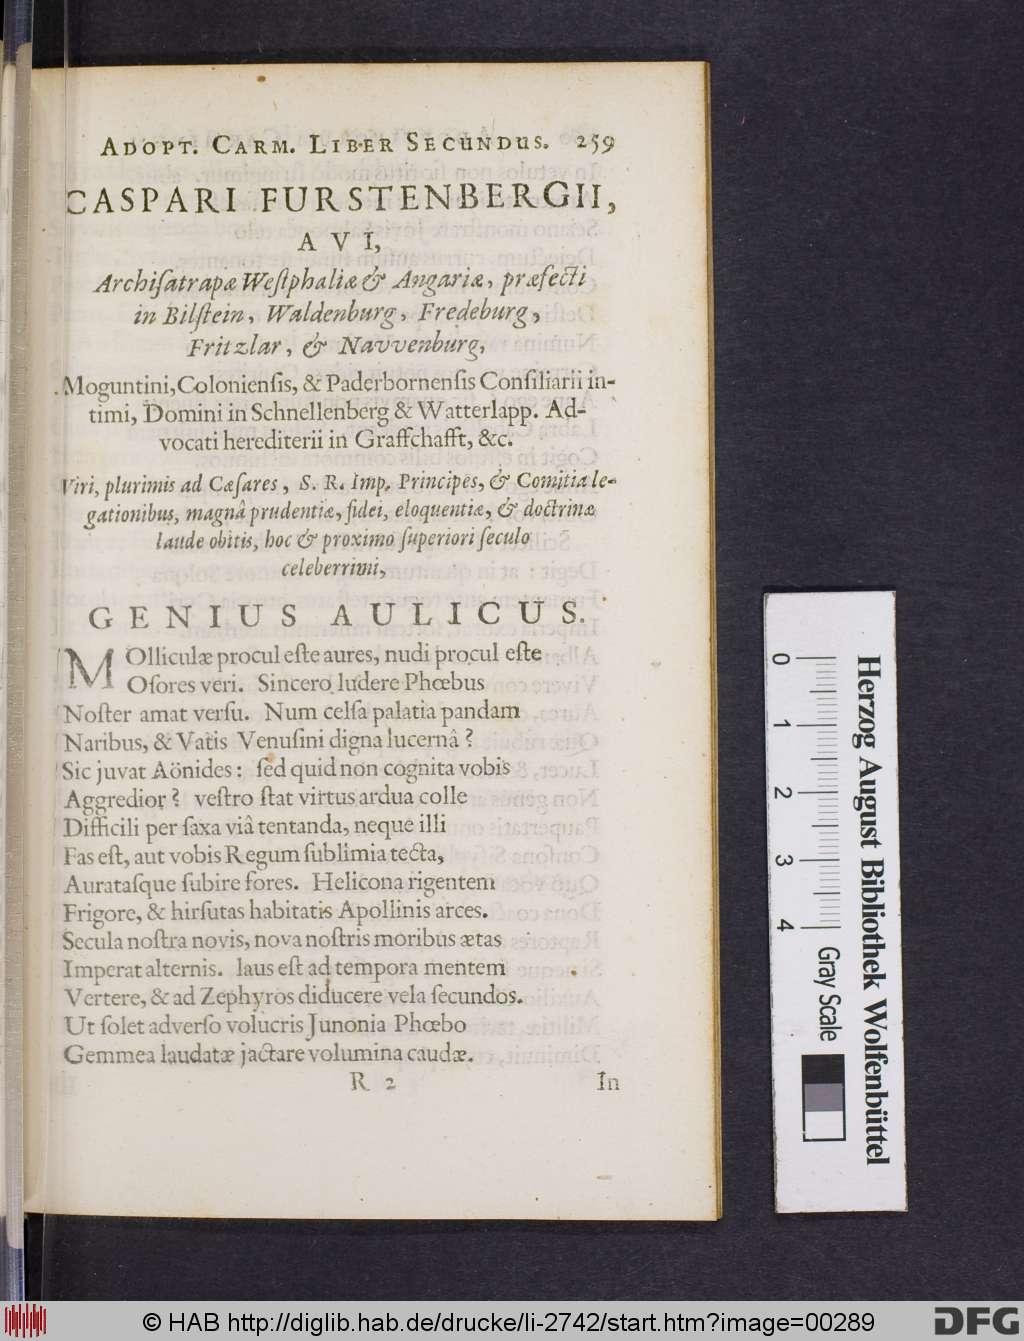 ADOPT. CARM. LIBER SECUNDUS. 259
CASPARI FURSTENBERGII,
AVI,
Archiſatrapæ Weſtphaliæ & Angariæ, præfecti
in Bilſtein, Waldenburg, Fredeburg,
Fritzlar, & Navvenburg,
Moguntini, Colonienſis, & Paderbornenſis Conſiliarii in-
timi, Domini in Schnellenberg & Watterlapp. Ad-
vocati herediterii in Graffſchafft, &c.
Viri, plurimis ad Cæſares, S. R. Imp. Principes, & Comitia le-
gationibus, magnâ prudentiæ, fidei, eloquentiæ, & doctrinæ
laude obitis, hoc & proximo ſuperiori ſeculo
celeberrimi,
GENIUS AULICUS.
MOlliculæ procul eſte aures, nudi procul eſte
Oſores veri. Sincero ludere Phœbus
Noſter amat verſu. Num celſa palatia pandam
Naribus, & Vatis Venuſini digna lucernâ?
Sic juvat Aönides: ſed quid non cognita vobis
Aggredior? veſtro ſtat virtus ardua colle
Difficili per ſaxa viâ tentanda, neque illi
Fas eſt, aut vobis Regum ſublimia tecta,
Aurataſque ſubire fores. Helicona rigentem
Frigore, & hirſutas habitatis Apollinis arces.
Secula noſtra novis, nova noſtris moribus ætas
Imperat alternis. laus eſt ad tempora mentem
Vertere, & ad Zephyros diducere vela ſecundos.
Ut ſolet adverſo volucris Junonia Phœbo
Gemmea laudatæ jactare volumina caudæ.
R 2 In
0 1 2 3 4 Gray Scale
Herzog August Bibliothek Wolfenbüttel
© HAB http://diglib.hab.de/drucke/li-2742/start.htm?image=00289
DFG